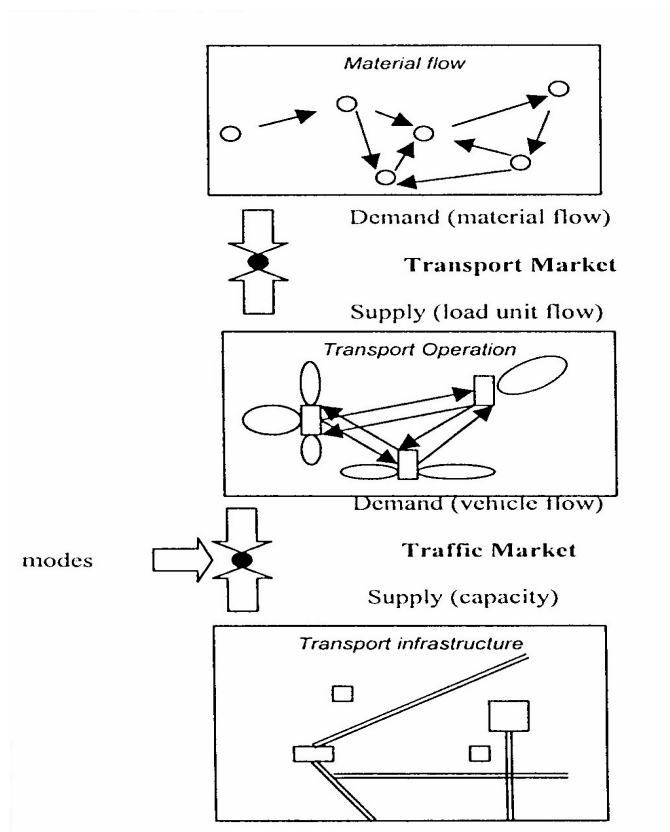 Material flow
Demand (material flow)
Transport Market
Supply (load unit flow)
Transport Operation
Demand (vehicle flow)
modes
Traffic Market
Supply (capacity)
Transport infrastructure